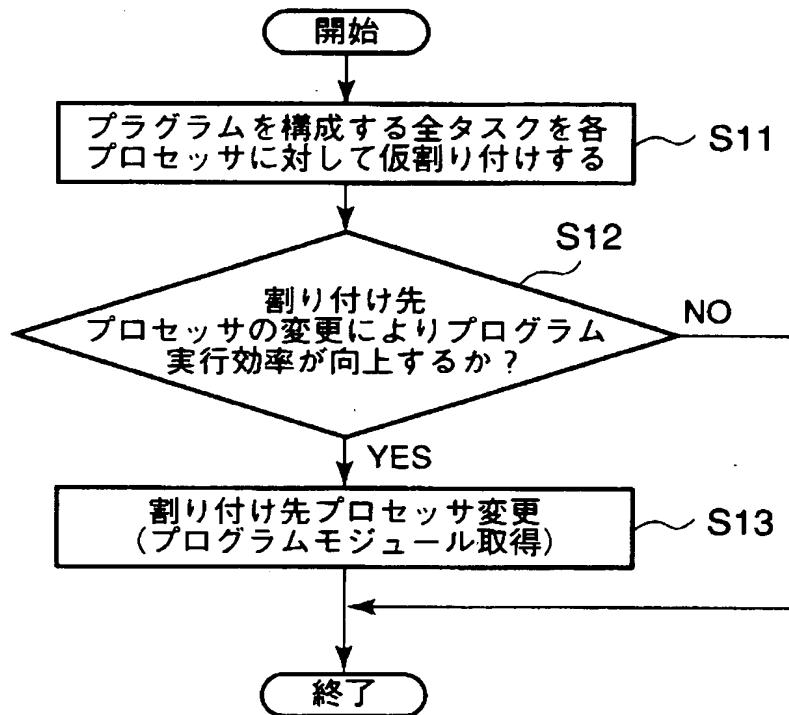 開始
プラグラムを構成する全タスクを各
プロセッサに対して仮割り付けする
S11
S12
割り付け先
プロセッサの変更によりプログラム
実行効率が向上するか？
NO
YES
割り付け先プロセッサ変更
(プログラムモジュール取得)
S13
終了